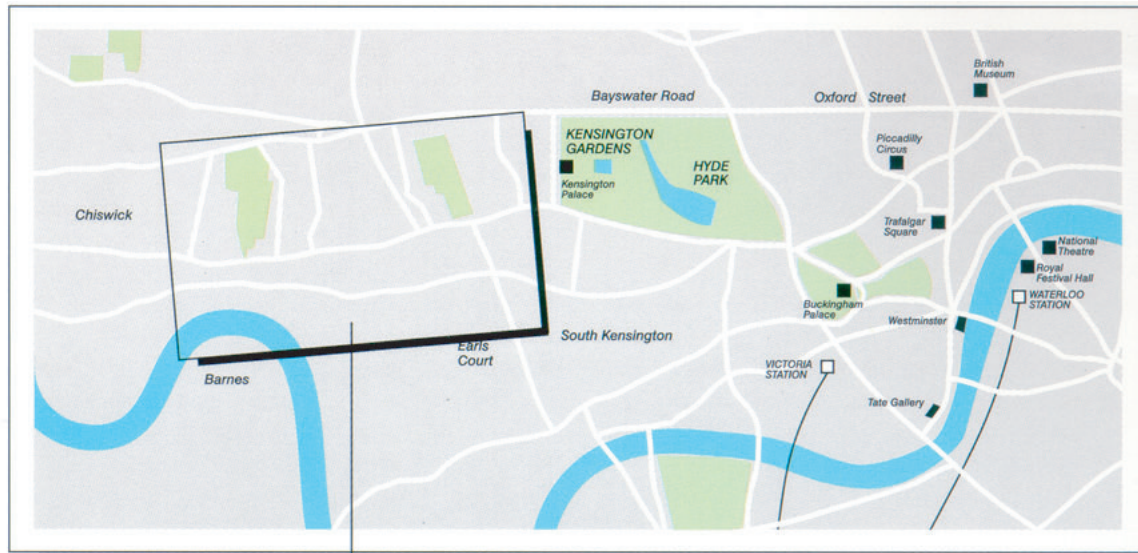 British
Museum
Bayswater Road
Oxford Street
KENSINGTON
GARDENS
Piccadilly
Circus
HYDE
PARK
Kensington
Palace
Chiswick
Trafalgar
Square
National
Theatre
Royal
Festival Hall
WATERLOO
STATION
Buckingham
Palace
Westminster
South Kensington
Earls
Court
Barnes
VICTORIA
STATION
Tate Gallery